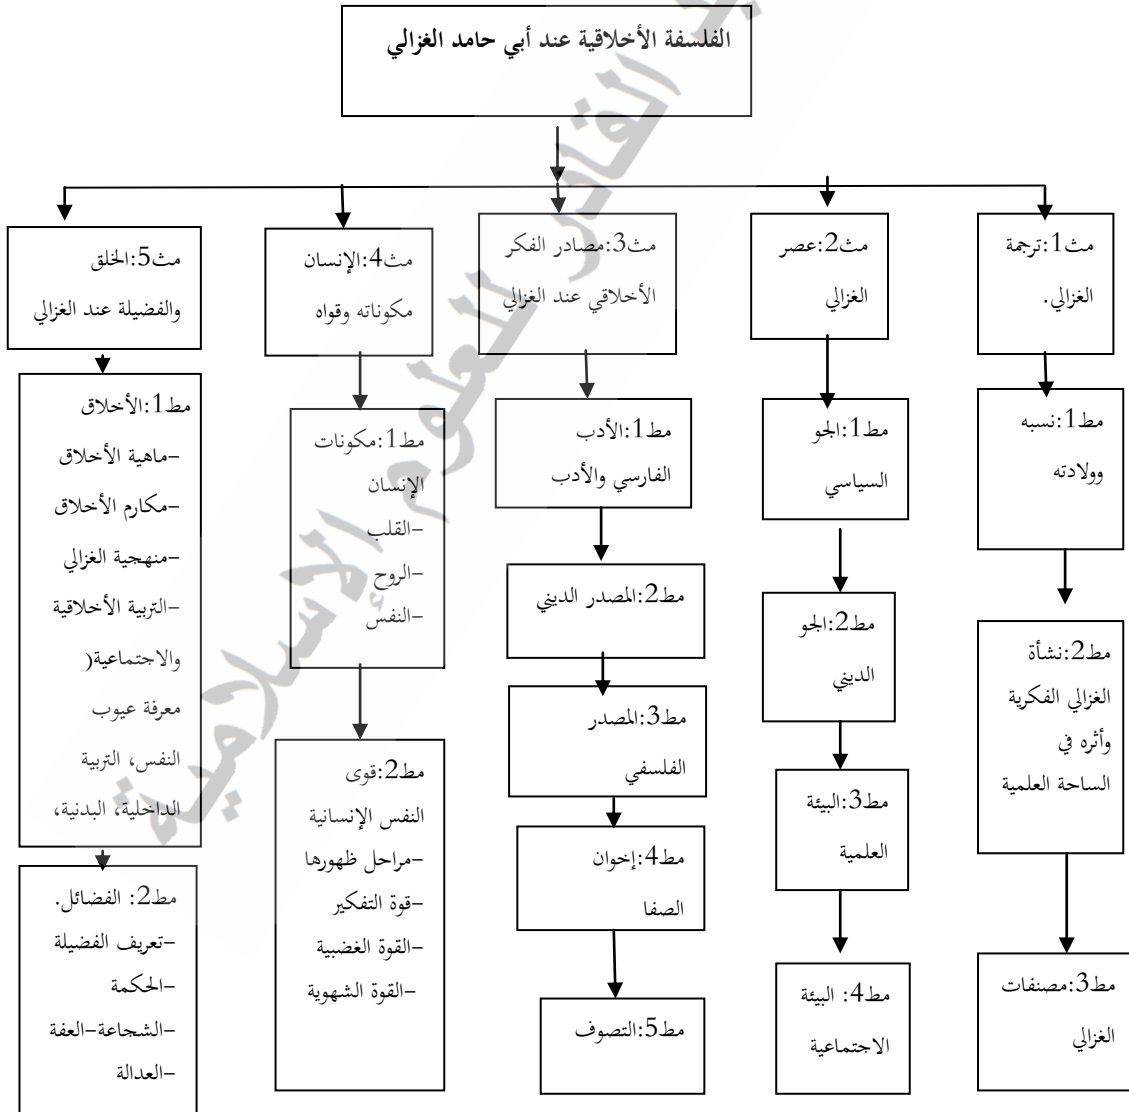 الفلسفة الأخلاقية عند أبي حامد الغزالي
مث1:ترجمة
الغزالي.
مط1:نسبه
وولادته
مط2:نشأة
الغزالي الفكرية
وأثره في
الساحة العلمية
مط3:مصنفات
الغزالي
مث2:عصر
الغزالي
مط1:الجو
السياسي
مط2:الجو
الديني
مط3:البيئة
العلمية
مط4: البيئة
الاجتماعية
مث3:مصادر الفكر
الأخلاقي عند الغزالي
مط1:الأدب
الفارسي والأدب
مط2:المصدر الديني
مط3:المصدر
الفلسفي
مط4:إخوان
الصفا
مط5:التصوف
مث4:الإنسان
مكوناته وقواه
مط1:مكونات
الإنسان
-القلب
-الروح
-النفس
مط2:قوى
النفس الإنسانية
-مراحل ظهورها
-قوة التفكير
-القوة الغضبية
-القوة الشهوية
مث5:الخلق
والفضيلة عند الغزالي
مط1:الأخلاق
-ماهية الأخلاق
-مكارم الأخلاق
-منهجية الغزالي
-التربية الأخلاقية
والاجتماعية(
معرفة عيوب
النفس، التربية
الداخلية، البدنية،
مط2: الفضائل.
-تعريف الفضيلة
-الحكمة
-الشجاعة-العفة
-العدالة
القادر للعلوم الإسلامية